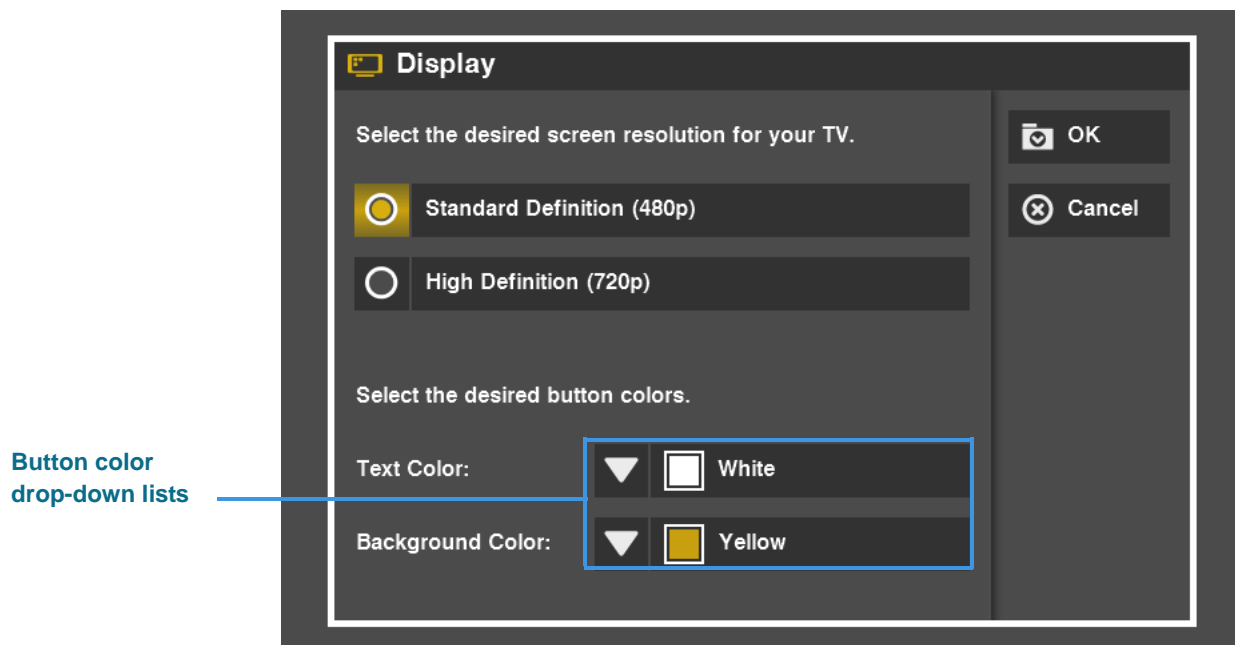 Display
Select the desired screen resolution for your TV.
OK
Standard Definition (480p)
Cancel
High Definition (720p)
Select the desired button colors.
Button color
drop-down lists
Text Color:
White
Background Color:
Yellow